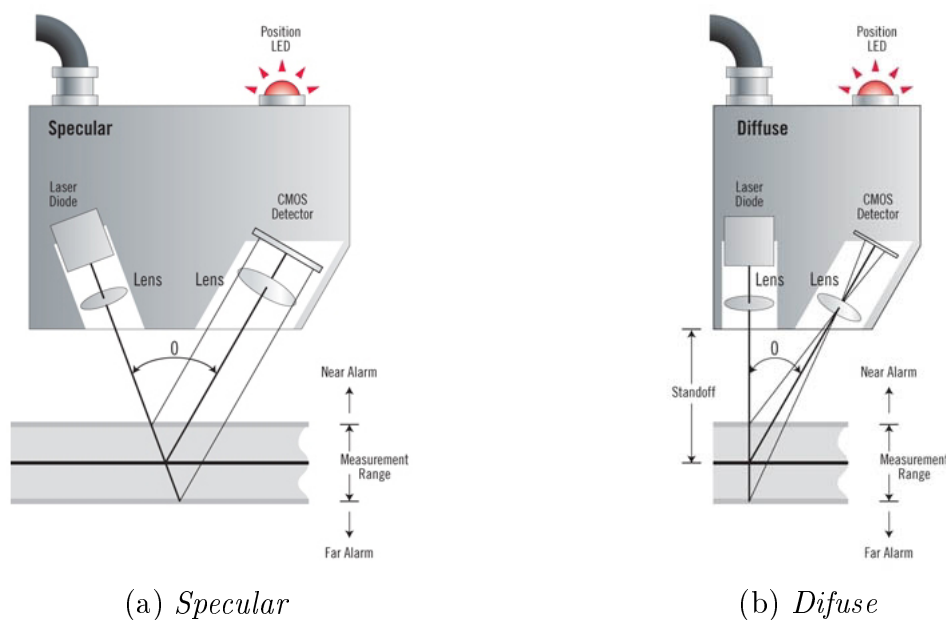 Position
LED
Specular
Laser
Diode
CMOS
Detector
Lens
Lens
0
Near Alarm
Measurement
Range
Far Alarm
(a) Specular
Position
LED
Diffuse
Laser
Diode
CMOS
Detector
Lens
Lens
0
Standoff
Near Alarm
Measurement
Range
Far Alarm
(b) Difuse